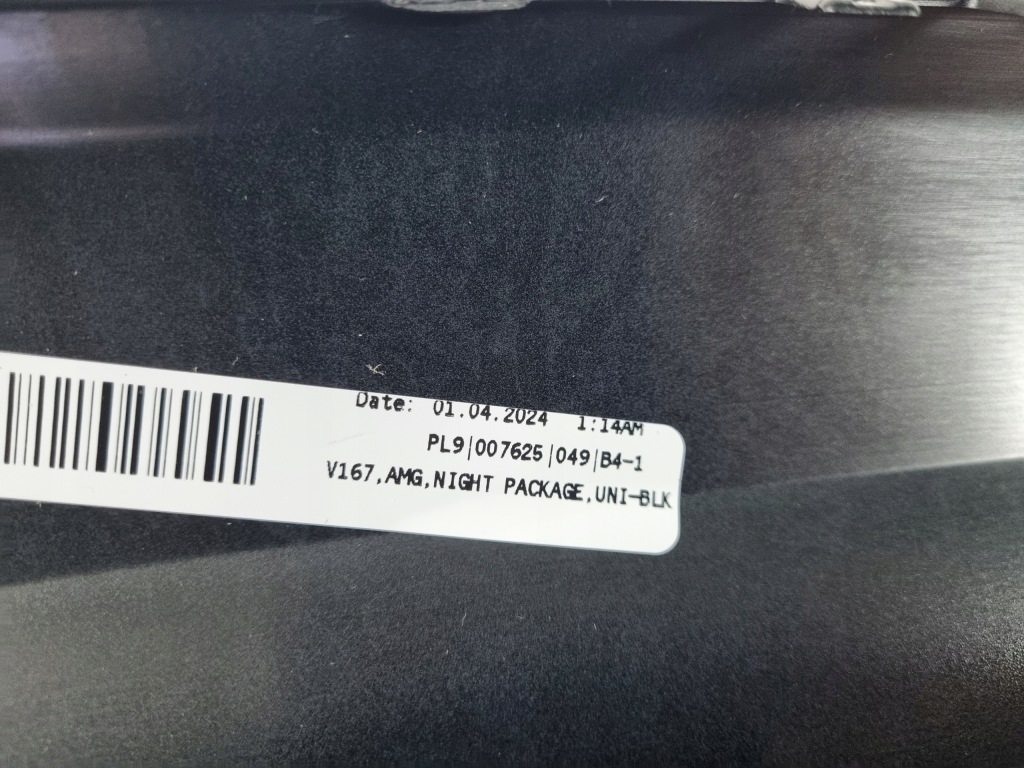 Date: 01.04.2024 1:14AM
PL9|007625|049|B4-1
V167,AMG,NIGHT PACKAGE,UNI-BLK